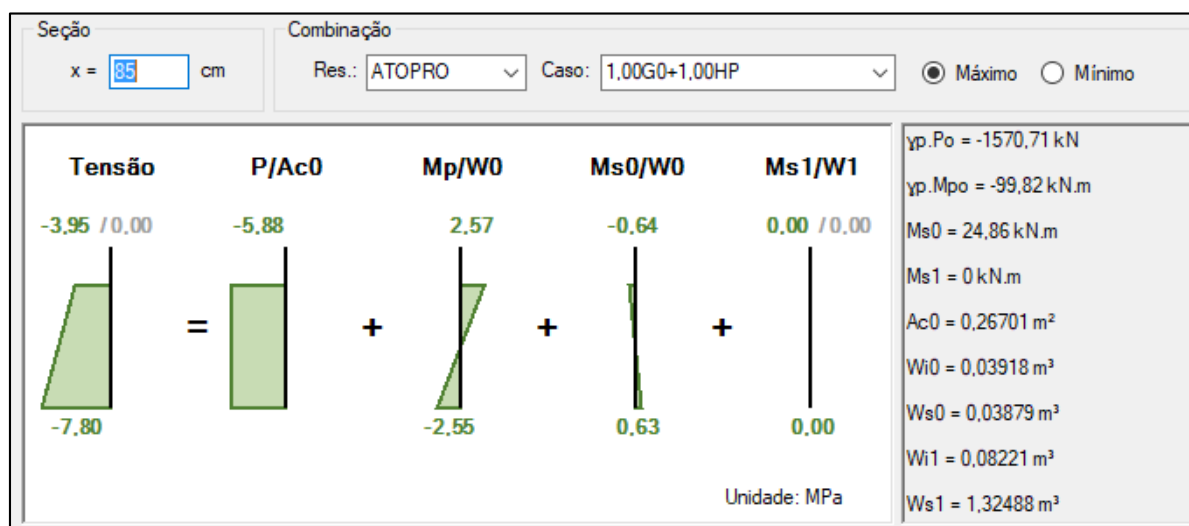 Seção
x = 85 cm
Combinação
Res.: ATOPRO Caso: 1,00G0+1,00HP Máximo Mínimo
Tensão P/Ac0 Mp/W0 Ms0/W0 Ms1/W1
-3,95 /0,00 -5,88 2,57 -0,64 0,00 /0,00
= + + +
-7,80 -2,55 0,63 0,00
Unidade: MPa
γp.Po = -1570,71 kN
γp.Mpo = -99,82 kN.m
Ms0 = 24,86 kN.m
Ms1 = 0 kN.m
Ac0 = 0,26701 m²
Wi0 = 0,03918 m³
Ws0 = 0,03879 m³
Wi1 = 0,08221 m³
Ws1 = 1,32488 m³